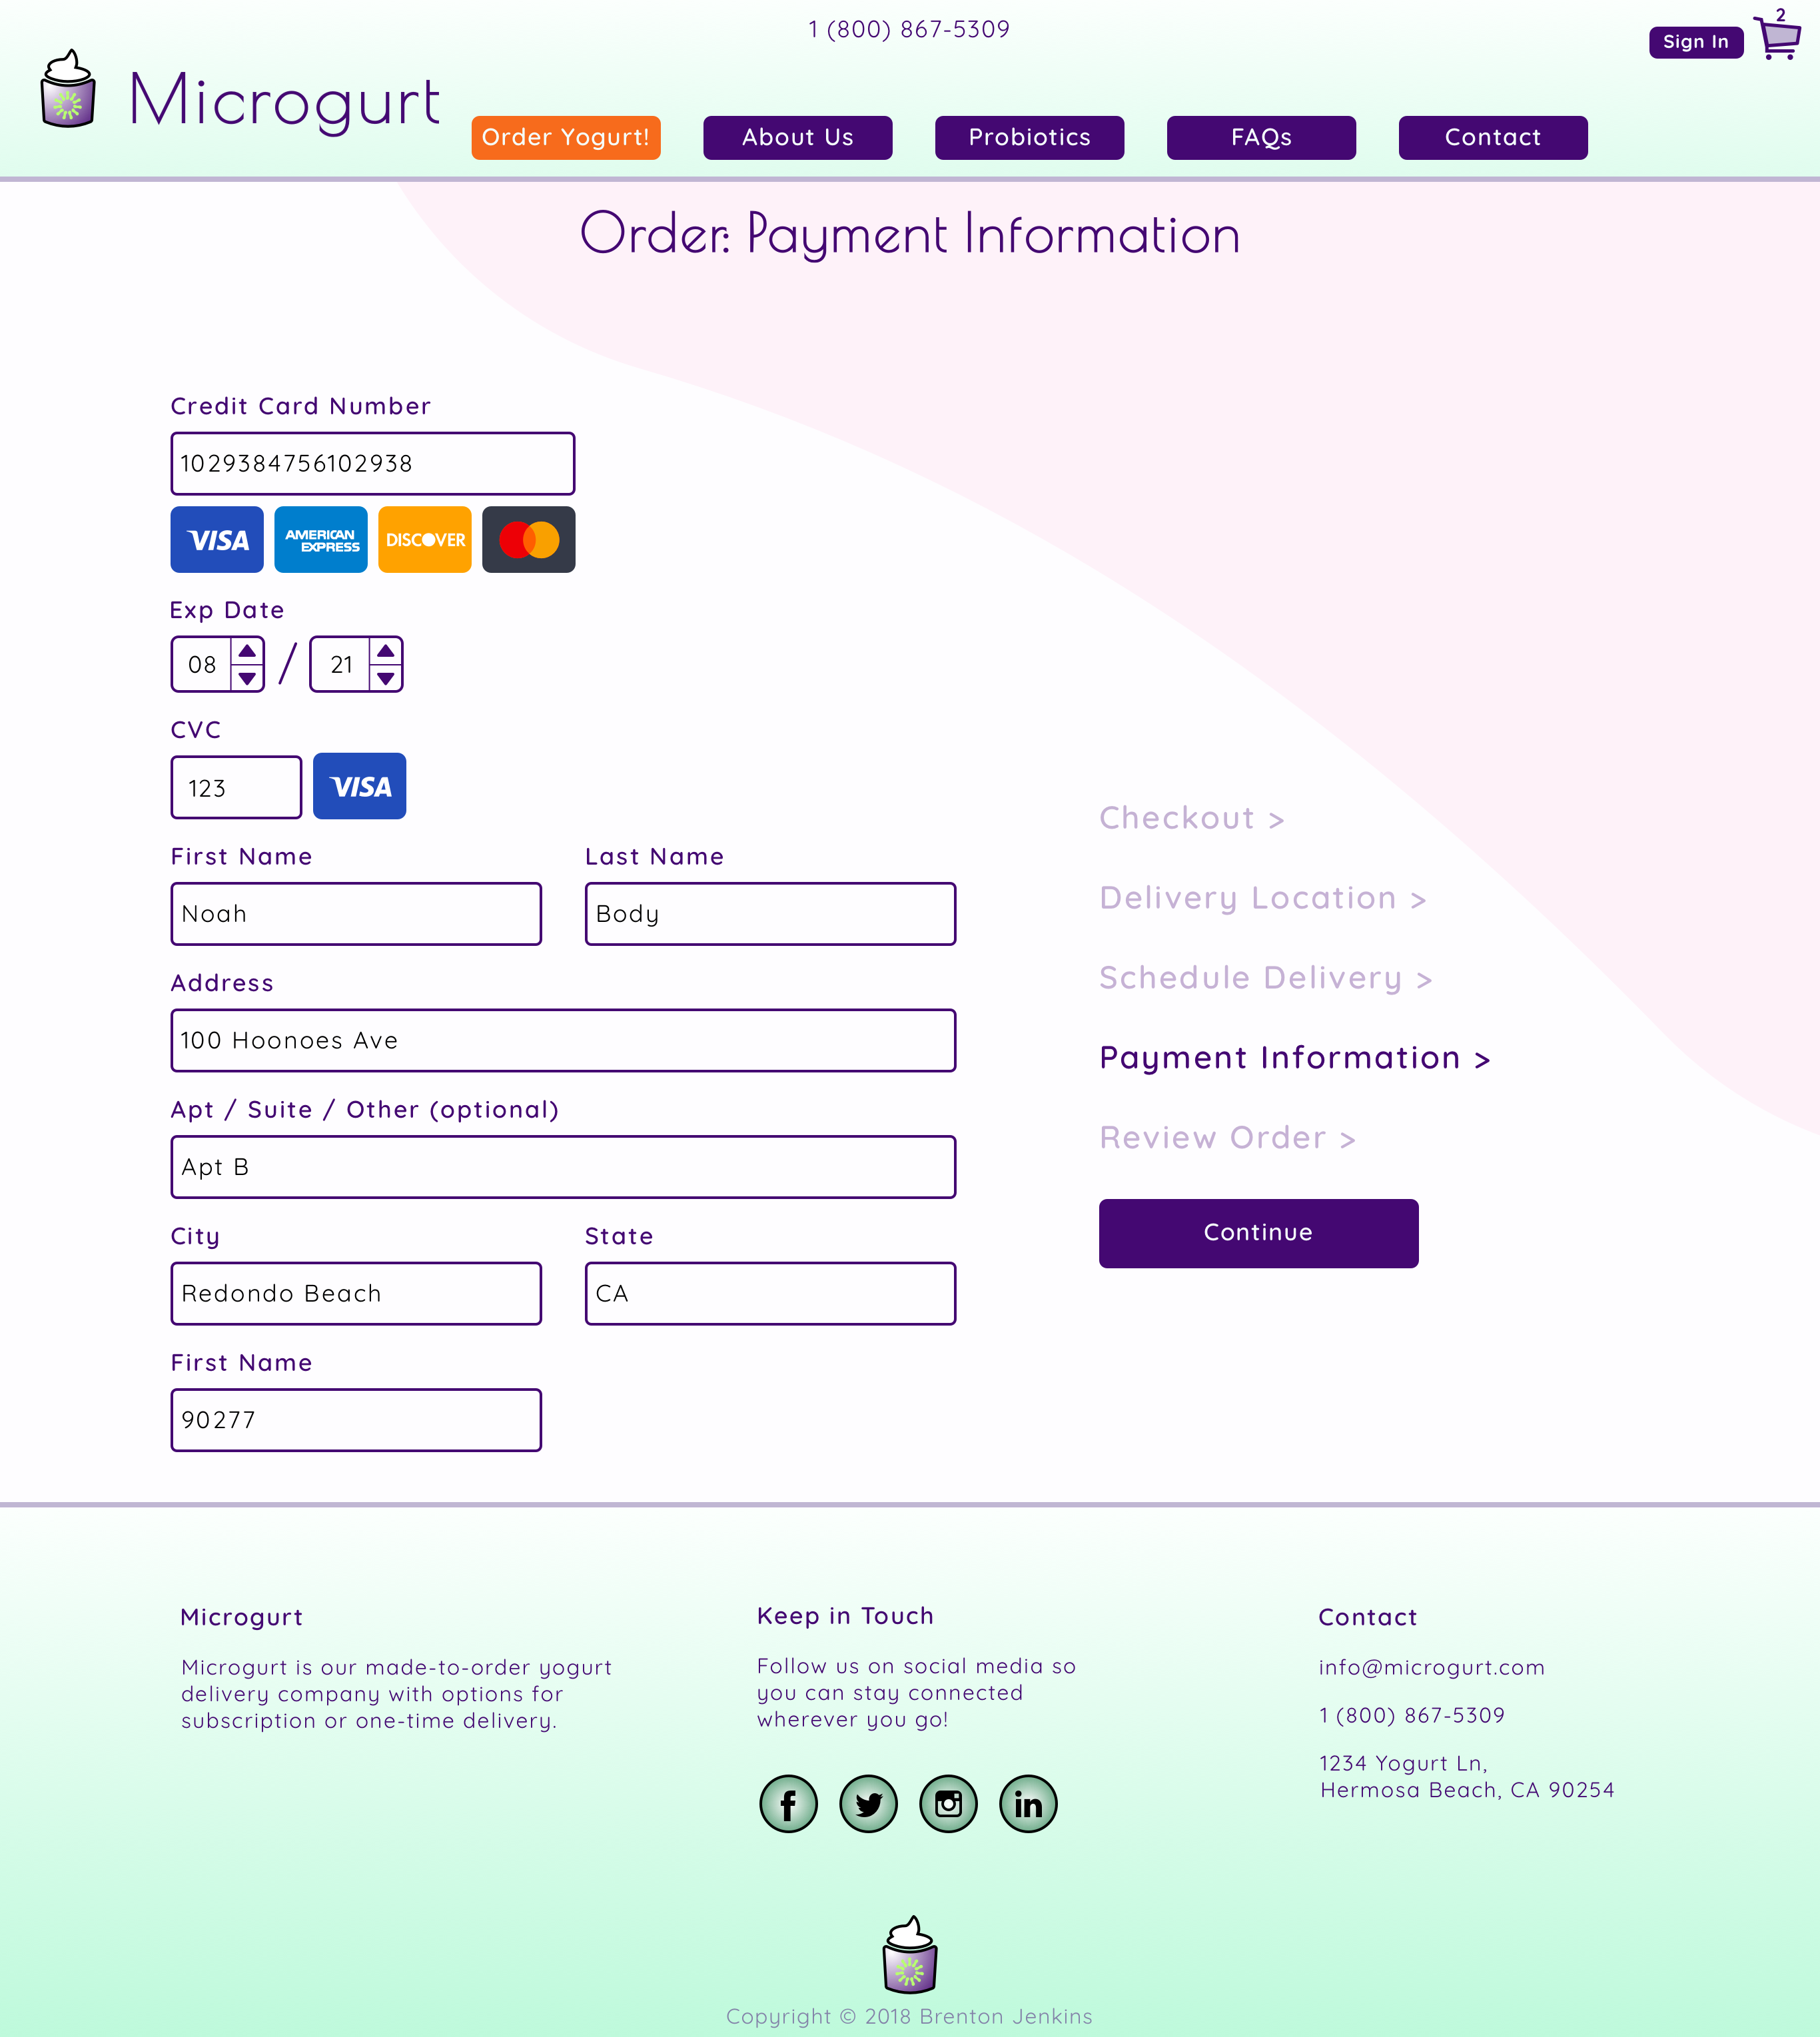 1 (800) 867-5309
2
Sign In
Microgurt
Order Yogurt!
About Us
Probiotics
FAQs
Contact
Order: Payment Information
Credit Card Number
1029384756102938
VISA
AMERICAN
EXPRESS
DISCOVER
Exp Date
08 / 21
CVC
123
VISA
First Name
Last Name
Noah
Body
Address
100 Hoonoes Ave
Apt / Suite / Other (optional)
Apt B
City
State
Redondo Beach
CA
First Name
90277
Checkout >
Delivery Location >
Schedule Delivery >
Payment Information >
Review Order >
Continue
Microgurt
Microgurt is our made-to-order yogurt
delivery company with options for
subscription or one-time delivery.
Keep in Touch
Follow us on social media so
you can stay connected
wherever you go!
f
in
Contact
info@microgurt.com
1 (800) 867-5309
1234 Yogurt Ln,
Hermosa Beach, CA 90254
Copyright © 2018 Brenton Jenkins